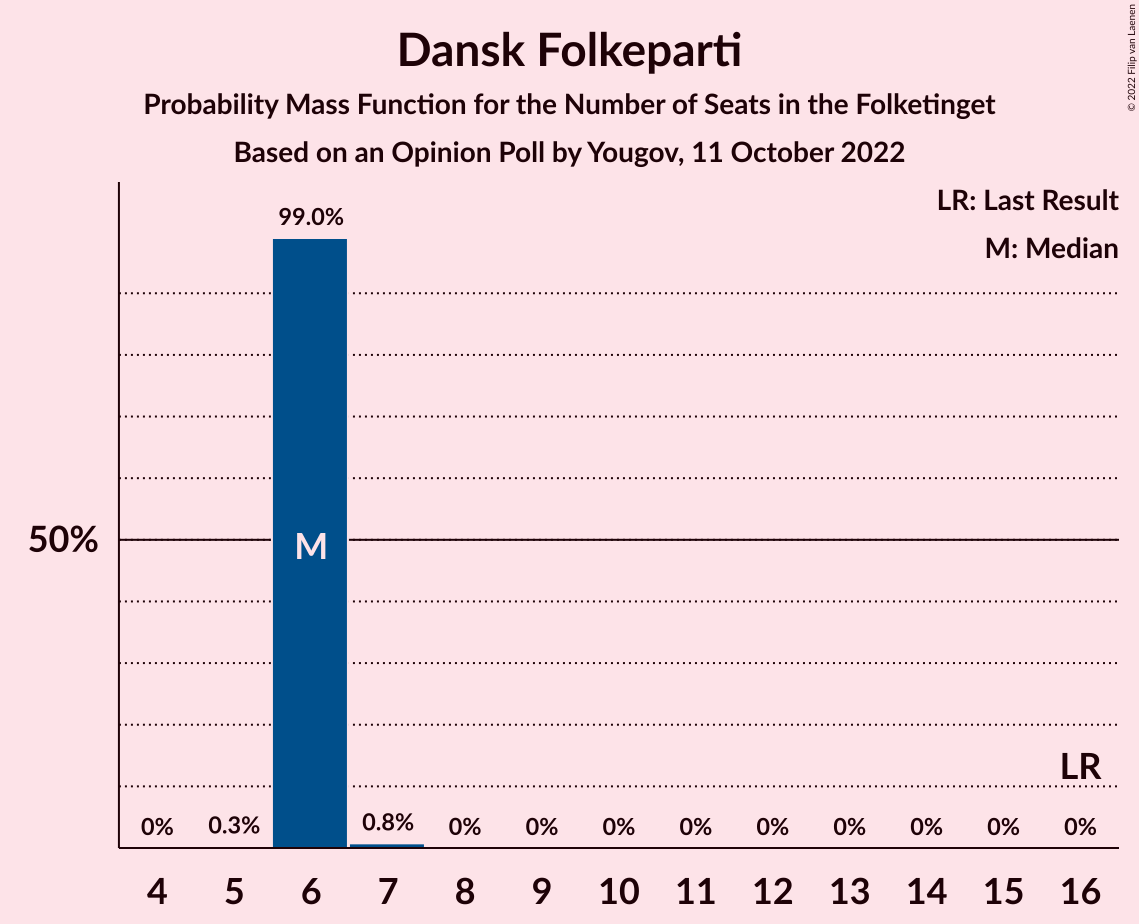 Dansk Folkeparti
Probability Mass Function for the Number of Seats in the Folketinget
Based on an Opinion Poll by Yougov, 11 October 2022
© 2022 Filip van Laenen
LR: Last Result
M: Median
99.0%
50%
M
LR
0% 0.3% 0.8% 0% 0% 0% 0% 0% 0% 0% 0% 0%
4 5 6 7 8 9 10 11 12 13 14 15 16